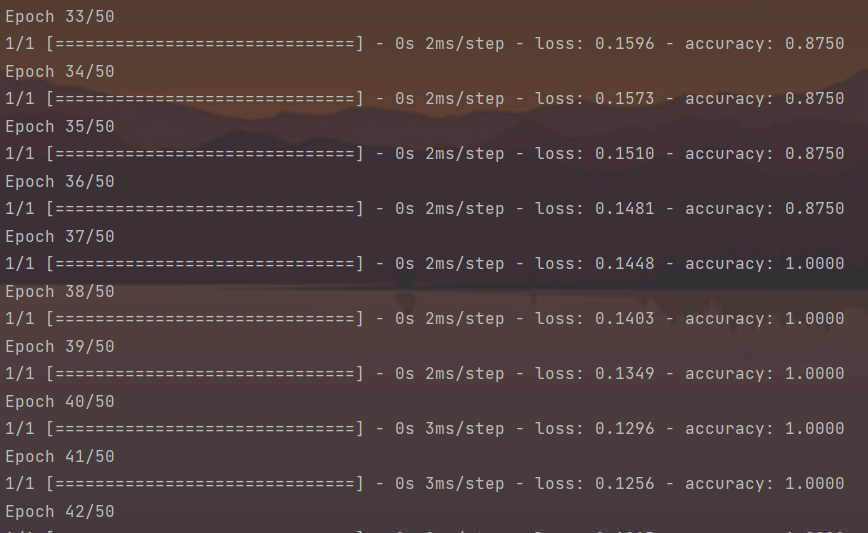 Epoch 33/50
1/1 [==============================] - 0s 2ms/step - loss: 0.1596 - accuracy: 0.8750
Epoch 34/50
1/1 [==============================] - 0s 2ms/step - loss: 0.1573 - accuracy: 0.8750
Epoch 35/50
1/1 [==============================] - 0s 2ms/step - loss: 0.1510 - accuracy: 0.8750
Epoch 36/50
1/1 [==============================] - 0s 2ms/step - loss: 0.1481 - accuracy: 0.8750
Epoch 37/50
1/1 [==============================] - 0s 2ms/step - loss: 0.1448 - accuracy: 1.0000
Epoch 38/50
1/1 [==============================] - 0s 2ms/step - loss: 0.1403 - accuracy: 1.0000
Epoch 39/50
1/1 [==============================] - 0s 2ms/step - loss: 0.1349 - accuracy: 1.0000
Epoch 40/50
1/1 [==============================] - 0s 3ms/step - loss: 0.1296 - accuracy: 1.0000
Epoch 41/50
1/1 [==============================] - 0s 3ms/step - loss: 0.1256 - accuracy: 1.0000
Epoch 42/50